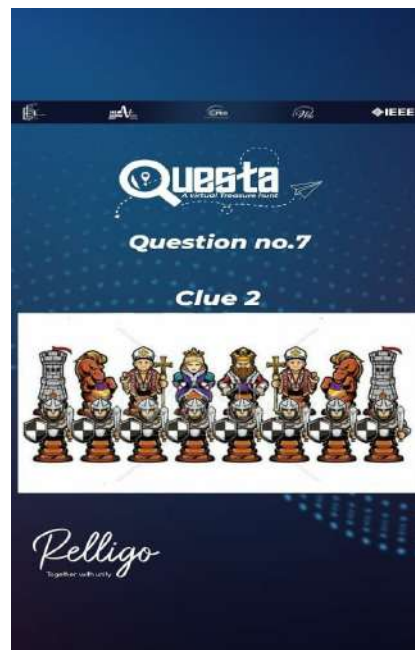 IEEE
Questa
A virtual Treasure hunt
Question no.7
Clue 2
Relligo
Together with unity